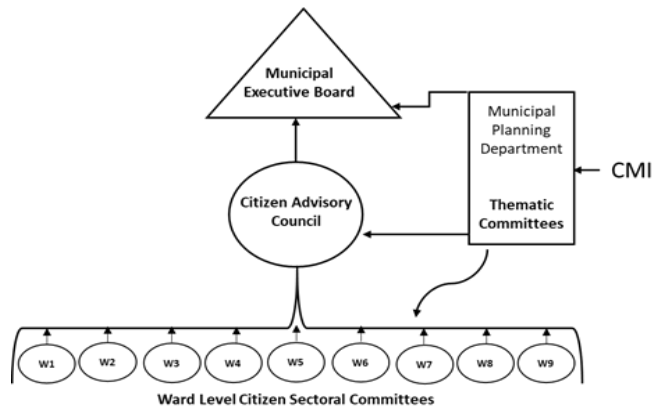 Municipal
Executive Board
Municipal
Planning
Department
CMI
Thematic
Committees
Citizen Advisory
Council
W1 W2 W3 W4 W5 W6 W7 W8 W9
Ward Level Citizen Sectoral Committees